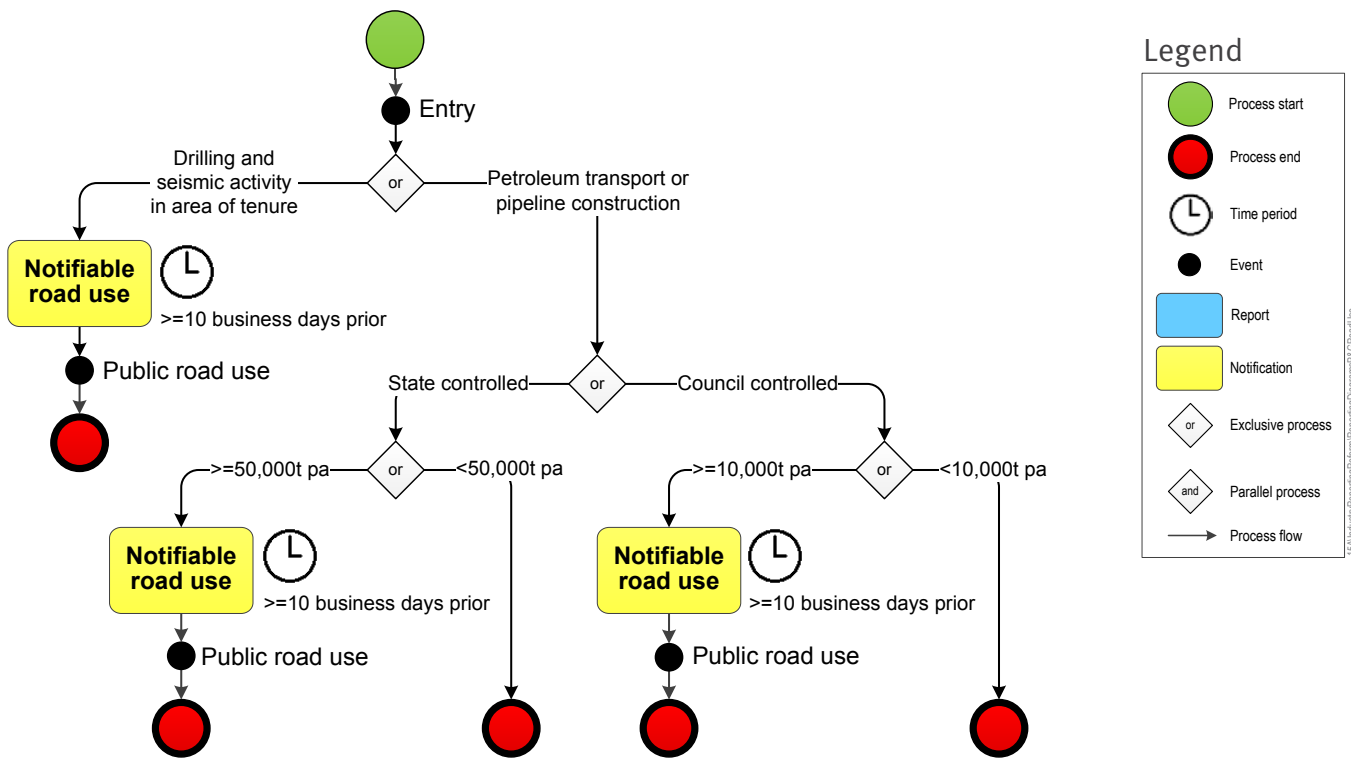 Entry
Drilling and
seismic activity
in area of tenure
or
Petroleum transport or
pipeline construction
Notifiable
road use
>=10 business days prior
Public road use
State controlled
or
Council controlled
>=50,000t pa
or
<50,000t pa
>=10,000t pa
or
<10,000t pa
Notifiable
road use
>=10 business days prior
Notifiable
road use
>=10 business days prior
Public road use
Public road use
Legend
Process start
Process end
Time period
Event
Report
Notification
or
Exclusive process
and
Parallel process
Process flow